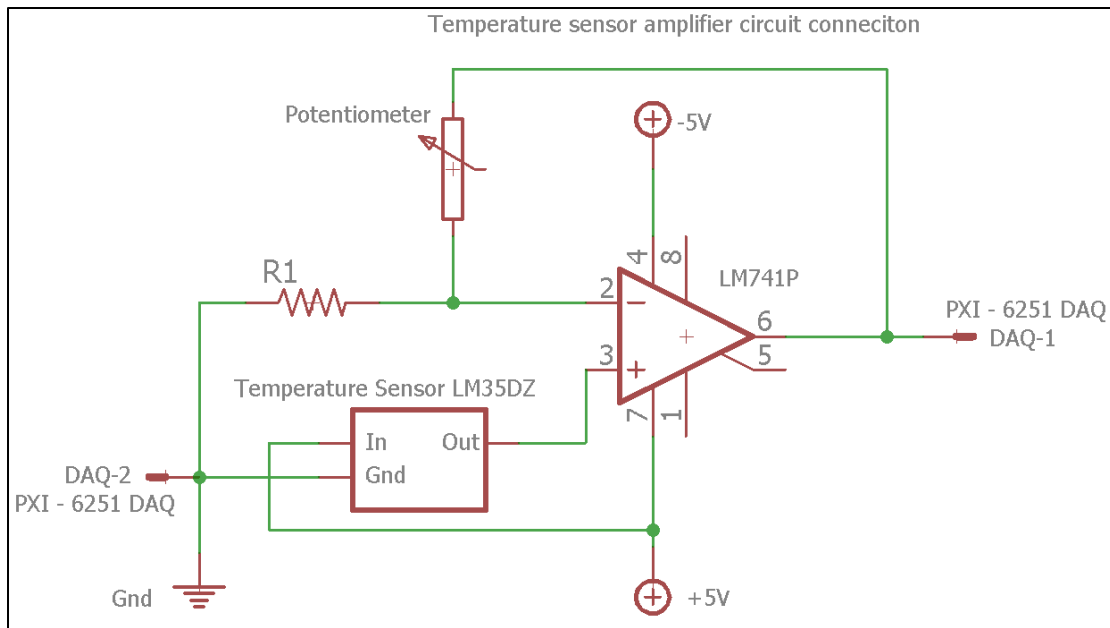 Temperature sensor amplifier circuit conneciton
Potentiometer
-5V
R1
4
8
LM741P
2
PXI - 6251 DAQ
6
DAQ-1
3
5
Temperature Sensor LM35DZ
7
1
In
Out
DAQ-2
Gnd
PXI - 6251 DAQ
Gnd
+5V